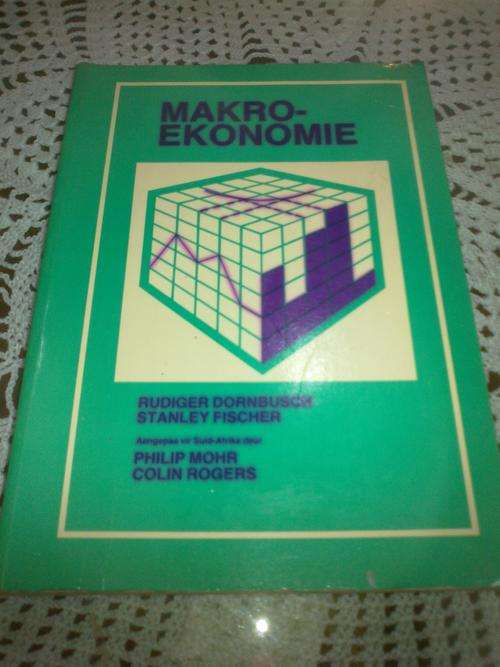 MAKRO-
EKONOMIE
RUDIGER DORNBUSCH
STANLEY FISCHER
Aangepas vir Suid-Afrika deur
PHILIP MOHR
COLIN ROGERS